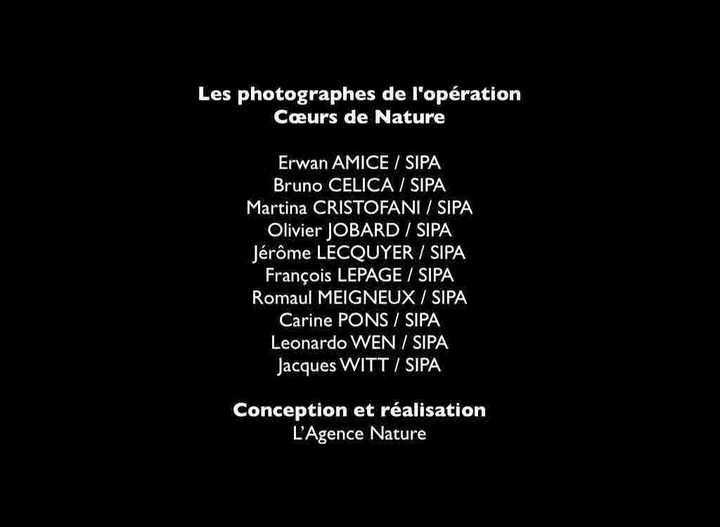 Les photographes de l'opération
Cœurs de Nature
Erwan AMICE / SIPA
Bruno CELICA / SIPA
Martina CRISTOFANI / SIPA
Olivier JOBARD / SIPA
Jérôme LECQUYER / SIPA
François LEPAGE / SIPA
Romaul MEIGNEUX / SIPA
Carine PONS / SIPA
Leonardo WEN / SIPA
Jacques WITT / SIPA
Conception et réalisation
L’Agence Nature